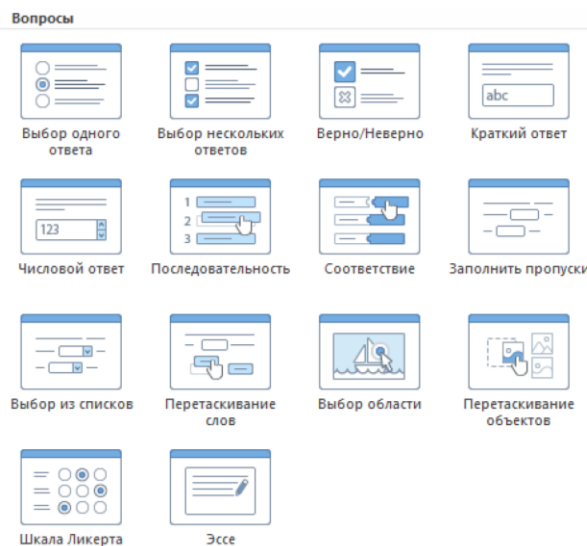 Вопросы
Выбор одного
ответа
Выбор нескольких
ответов
Верно/Неверно
abc
Краткий ответ
123
Числовой ответ
1
2
3
Последовательность
Соответствие
Заполнить пропуски
Выбор из списков
Перетаскивание
слов
Выбор области
Перетаскивание
объектов
Шкала Ликерта
Эссе